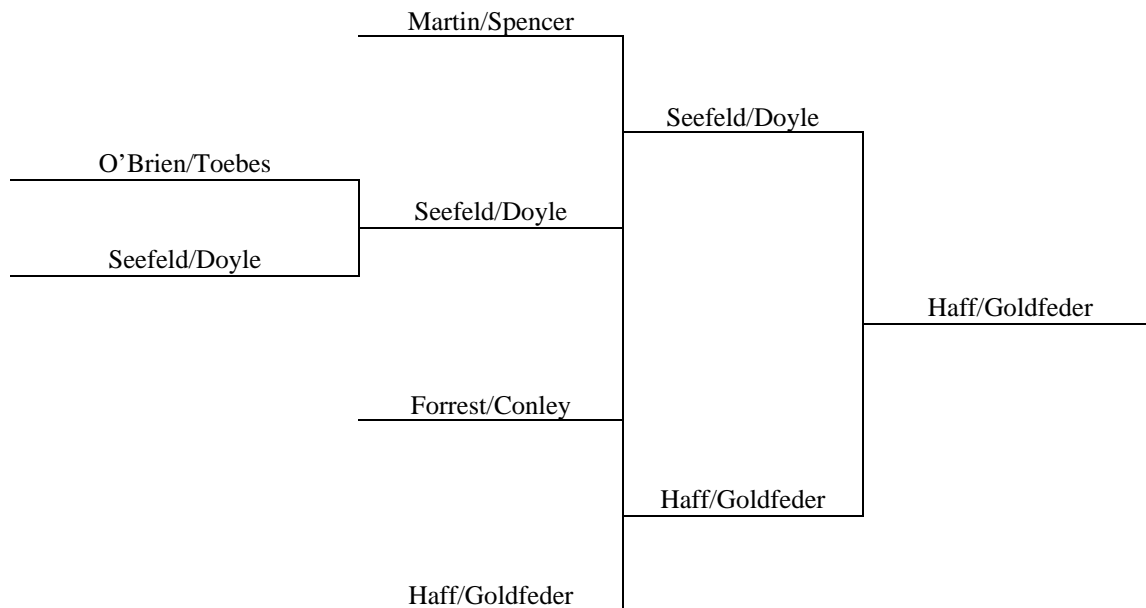 Martin/Spencer
Seefeld/Doyle
O’Brien/Toebes
Seefeld/Doyle
Seefeld/Doyle
Haff/Goldfeder
Forrest/Conley
Haff/Goldfeder
Haff/Goldfeder